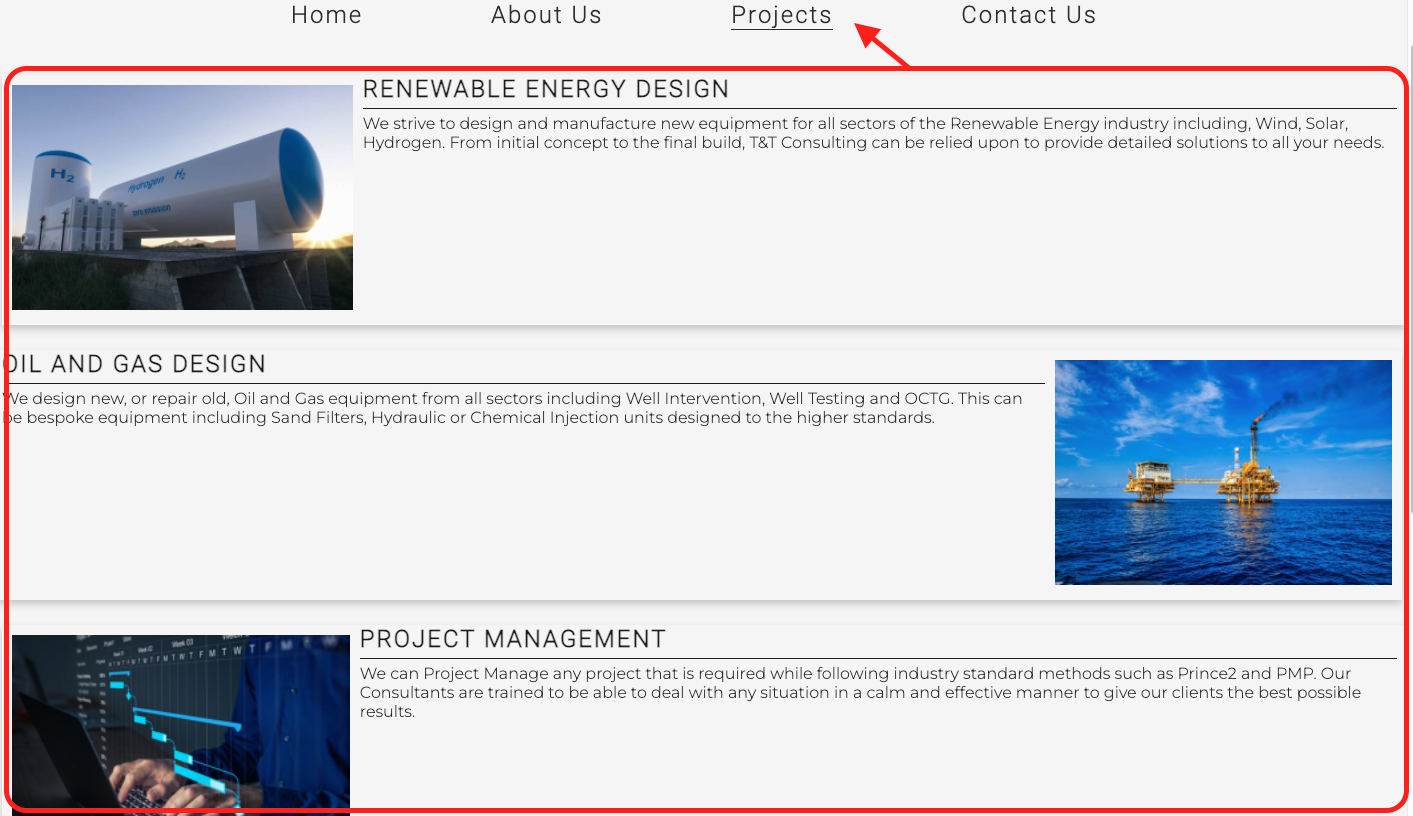 Home About Us Projects Contact Us
RENEWABLE ENERGY DESIGN
We strive to design and manufacture new equipment for all sectors of the Renewable Energy industry including, Wind, Solar,
Hydrogen. From initial concept to the final build, T&T Consulting can be relied upon to provide detailed solutions to all your needs.
H2
Hydrogen H2
zero emission
OIL AND GAS DESIGN
We design new, or repair old, Oil and Gas equipment from all sectors including Well Intervention, Well Testing and OCTG. This can
be bespoke equipment including Sand Filters, Hydraulic or Chemical Injection units designed to the higher standards.
PROJECT MANAGEMENT
We can Project Manage any project that is required while following industry standard methods such as Prince2 and PMP. Our
Consultants are trained to be able to deal with any situation in a calm and effective manner to give our clients the best possible
results.
Week 03
M T W T F M T W T F M T W T F M F M